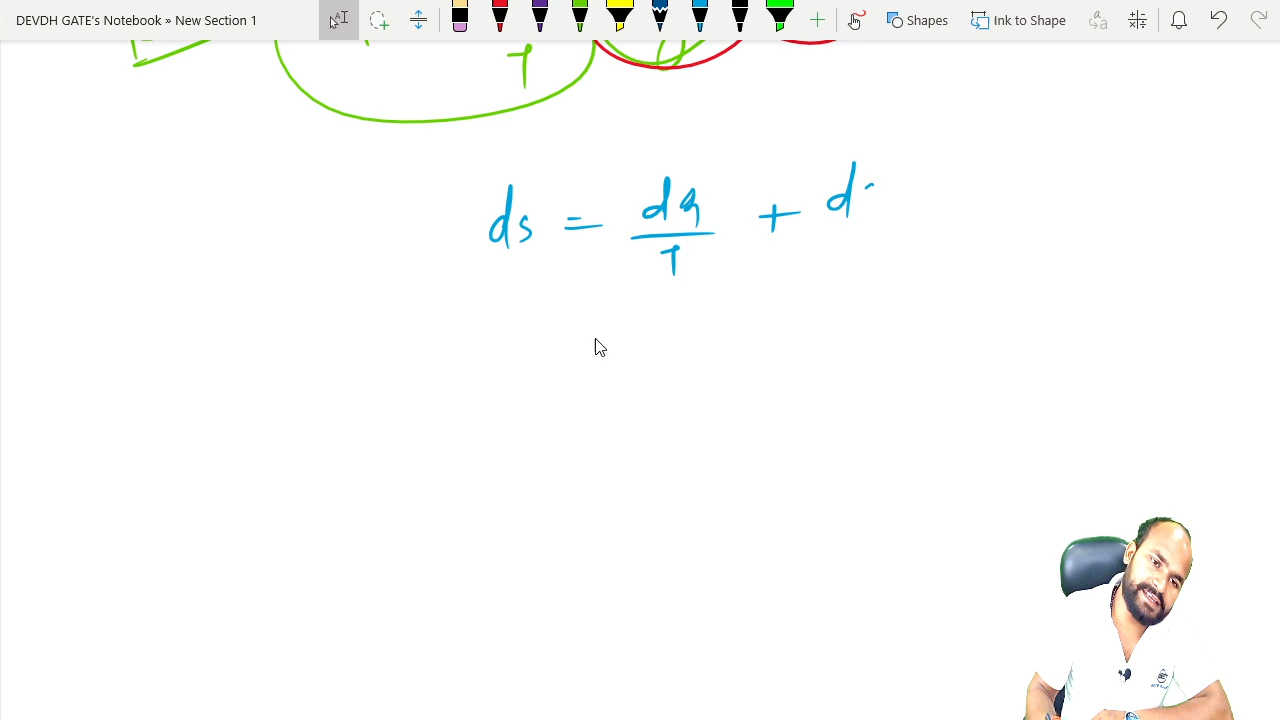 DEVDH GATE's Notebook » New Section 1
Shapes
Ink to Shape
T
ds = dq/T + d